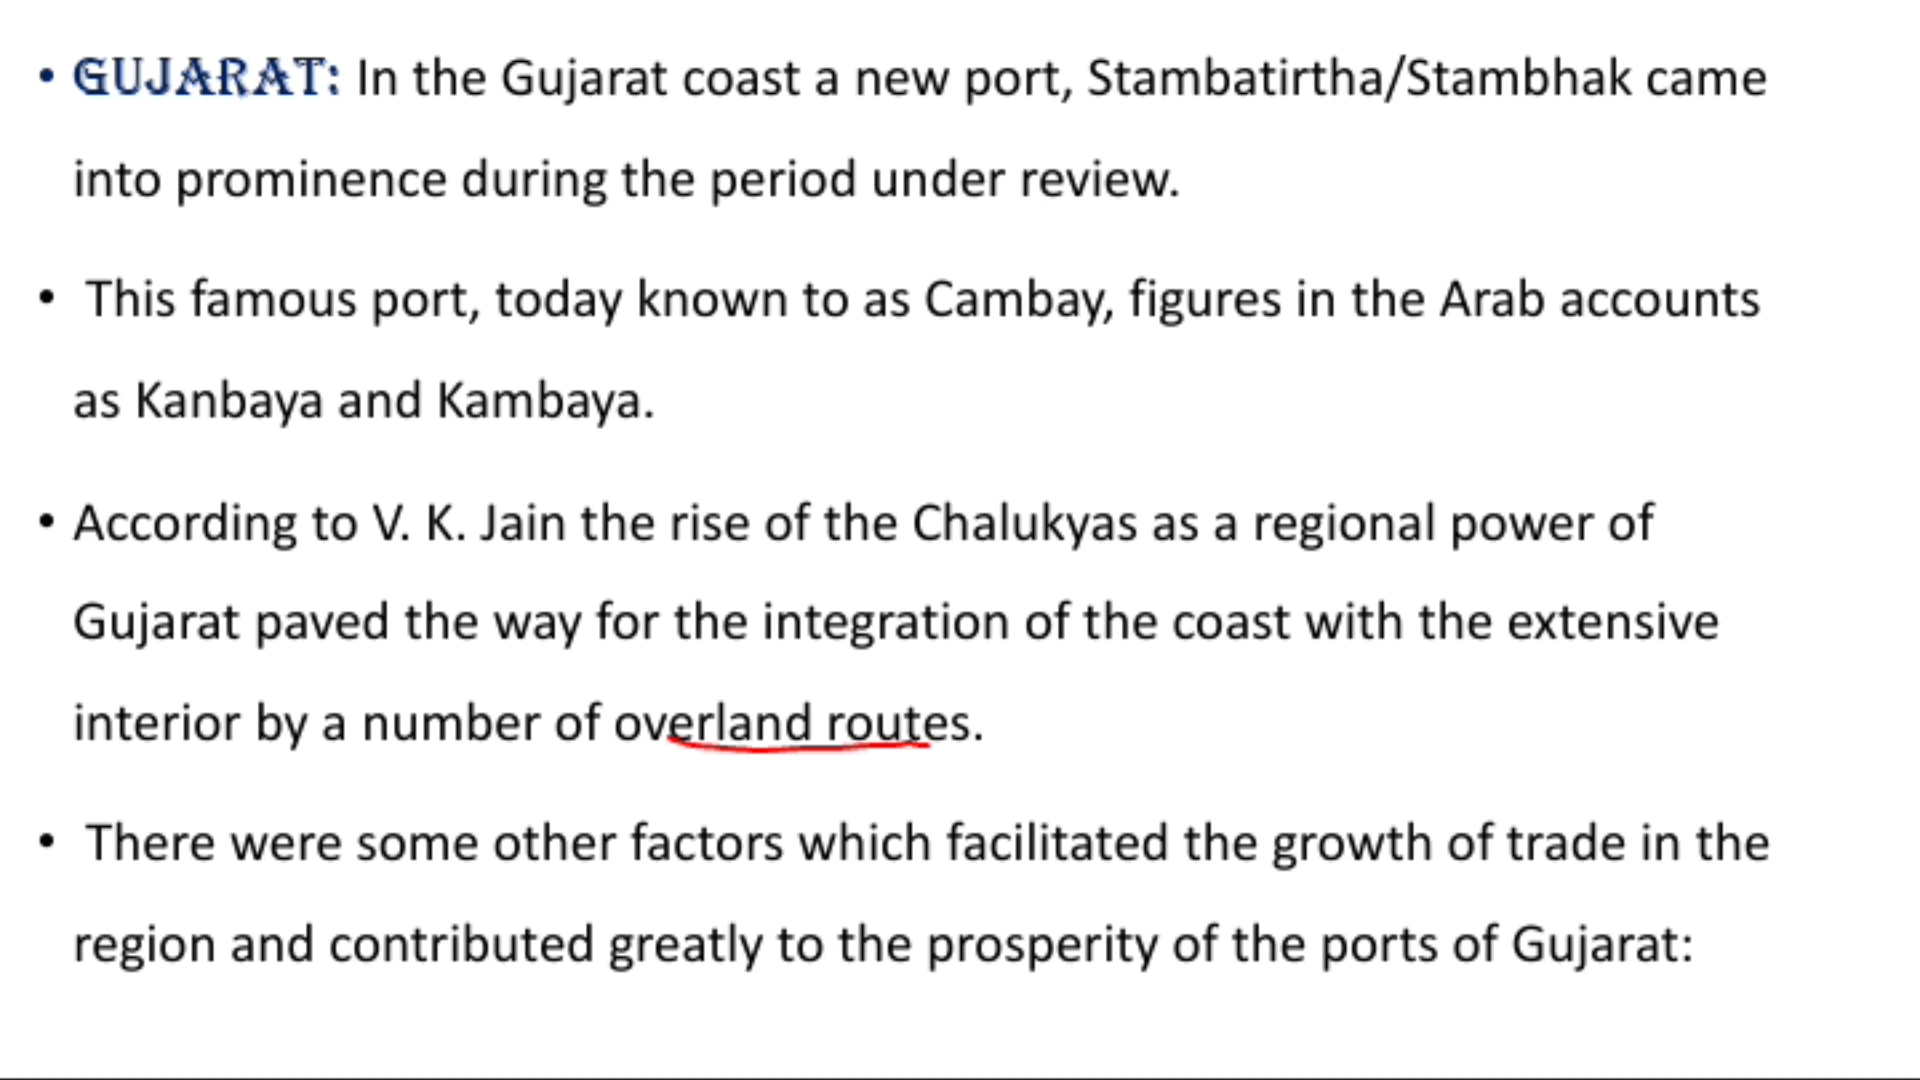 • GUJARAT: In the Gujarat coast a new port, Stambatirtha/Stambhak came
into prominence during the period under review.
• This famous port, today known to as Cambay, figures in the Arab accounts
as Kanbaya and Kambaya.
• According to V. K. Jain the rise of the Chalukyas as a regional power of
Gujarat paved the way for the integration of the coast with the extensive
interior by a number of overland routes.
• There were some other factors which facilitated the growth of trade in the
region and contributed greatly to the prosperity of the ports of Gujarat: